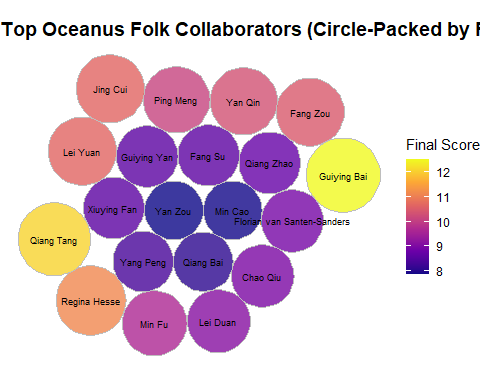 Top Oceanus Folk Collaborators (Circle-Packed by F
Jing Cui
Ping Meng
Yan Qin
Fang Zou
Lei Yuan
Guiying Yan
Fang Su
Qiang Zhao
Guiying Bai
Xiuying Fan
Yan Zou
Min Cao
Florian van Santen-Sanders
Qiang Tang
Yang Peng
Qiang Bai
Chao Qiu
Regina Hesse
Min Fu
Lei Duan
Final Score
12
11
10
9
8